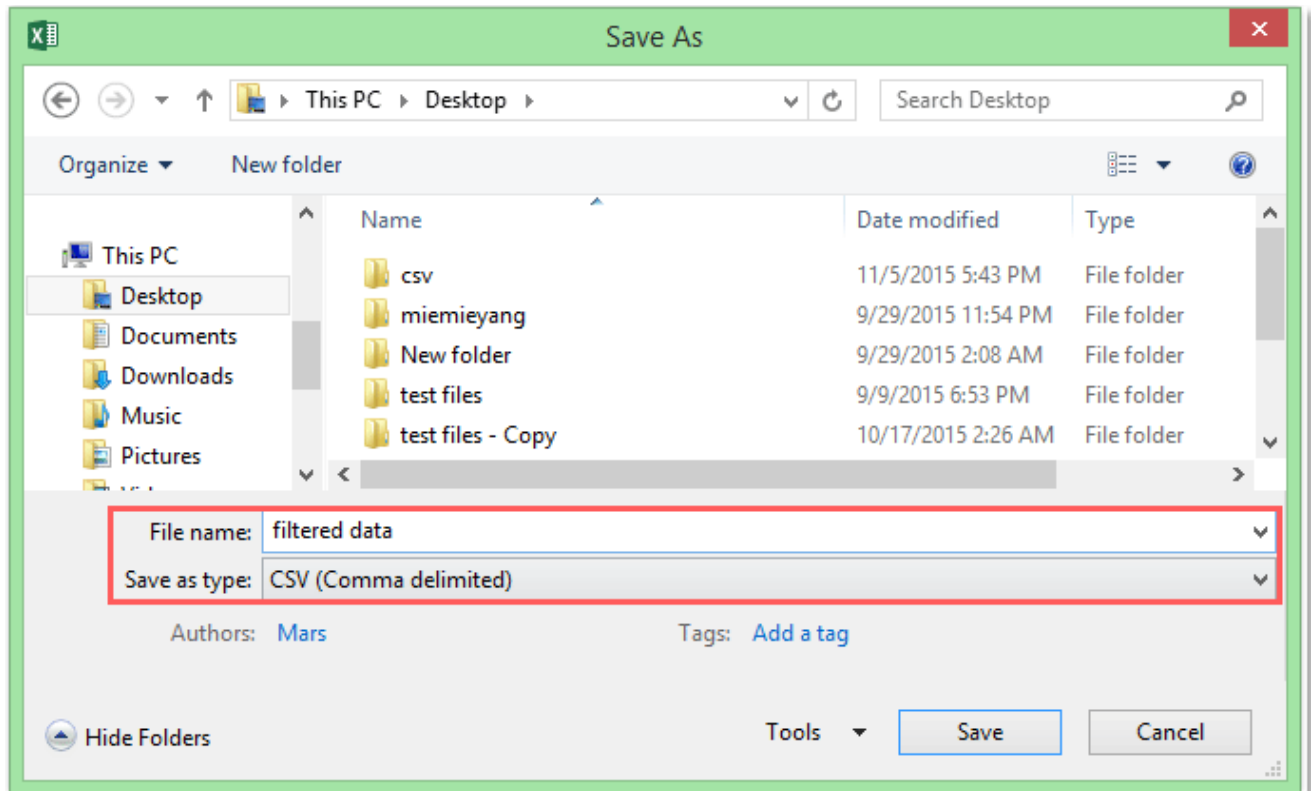 Save As
This PC Desktop Search Desktop
Organize New folder
Name Date modified Type
This PC
Desktop
Documents
Downloads
Music
Pictures
csv 11/5/2015 5:43 PM File folder
miemieyang 9/29/2015 11:54 PM File folder
New folder 9/29/2015 2:08 AM File folder
test files 9/9/2015 6:53 PM File folder
test files - Copy 10/17/2015 2:26 AM File folder
File name: filtered data
Save as type: CSV (Comma delimited)
Authors: Mars Tags: Add a tag
Hide Folders Tools Save Cancel